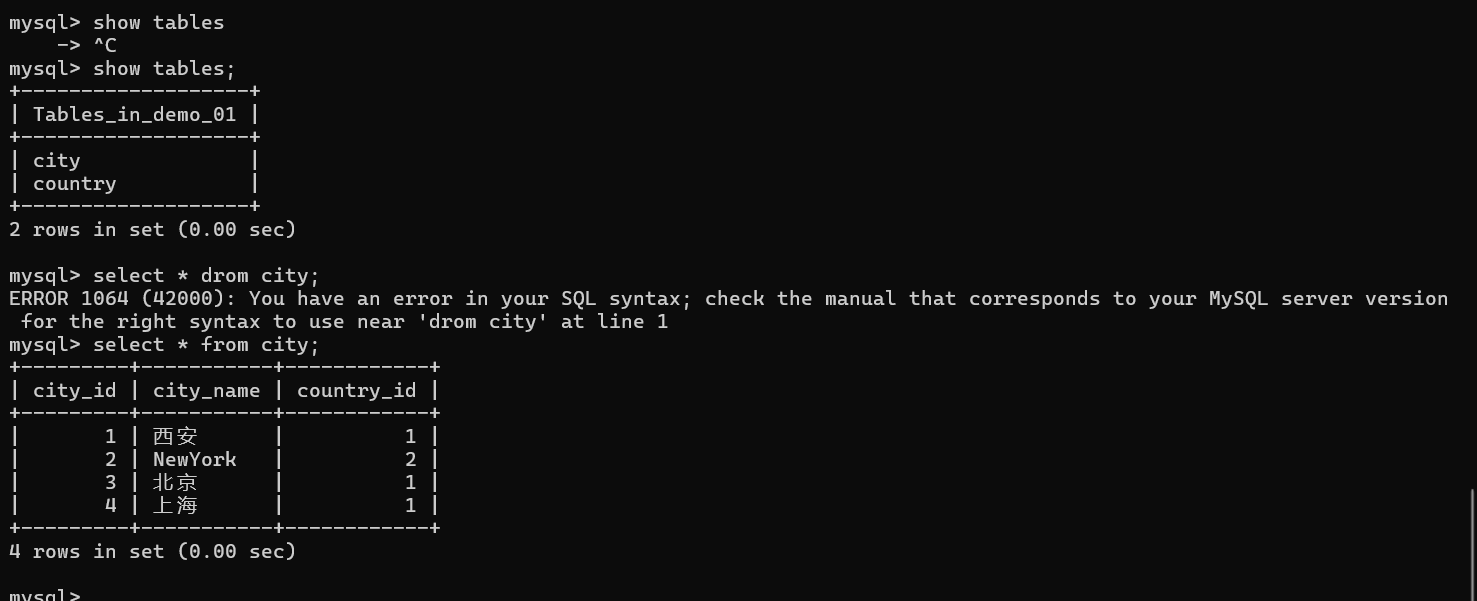 mysql> show tables
    -> ^C
mysql> show tables;
+-------------------+
| Tables_in_demo_01 |
+-------------------+
| city              |
| country           |
+-------------------+
2 rows in set (0.00 sec)

mysql> select * drom city;
ERROR 1064 (42000): You have an error in your SQL syntax; check the manual that corresponds to your MySQL server version
 for the right syntax to use near 'drom city' at line 1
mysql> select * from city;
+---------+-----------+------------+
| city_id | city_name | country_id |
+---------+-----------+------------+
|       1 | 西安      |          1 |
|       2 | NewYork   |          2 |
|       3 | 北京      |          1 |
|       4 | 上海      |          1 |
+---------+-----------+------------+
4 rows in set (0.00 sec)

mysql>